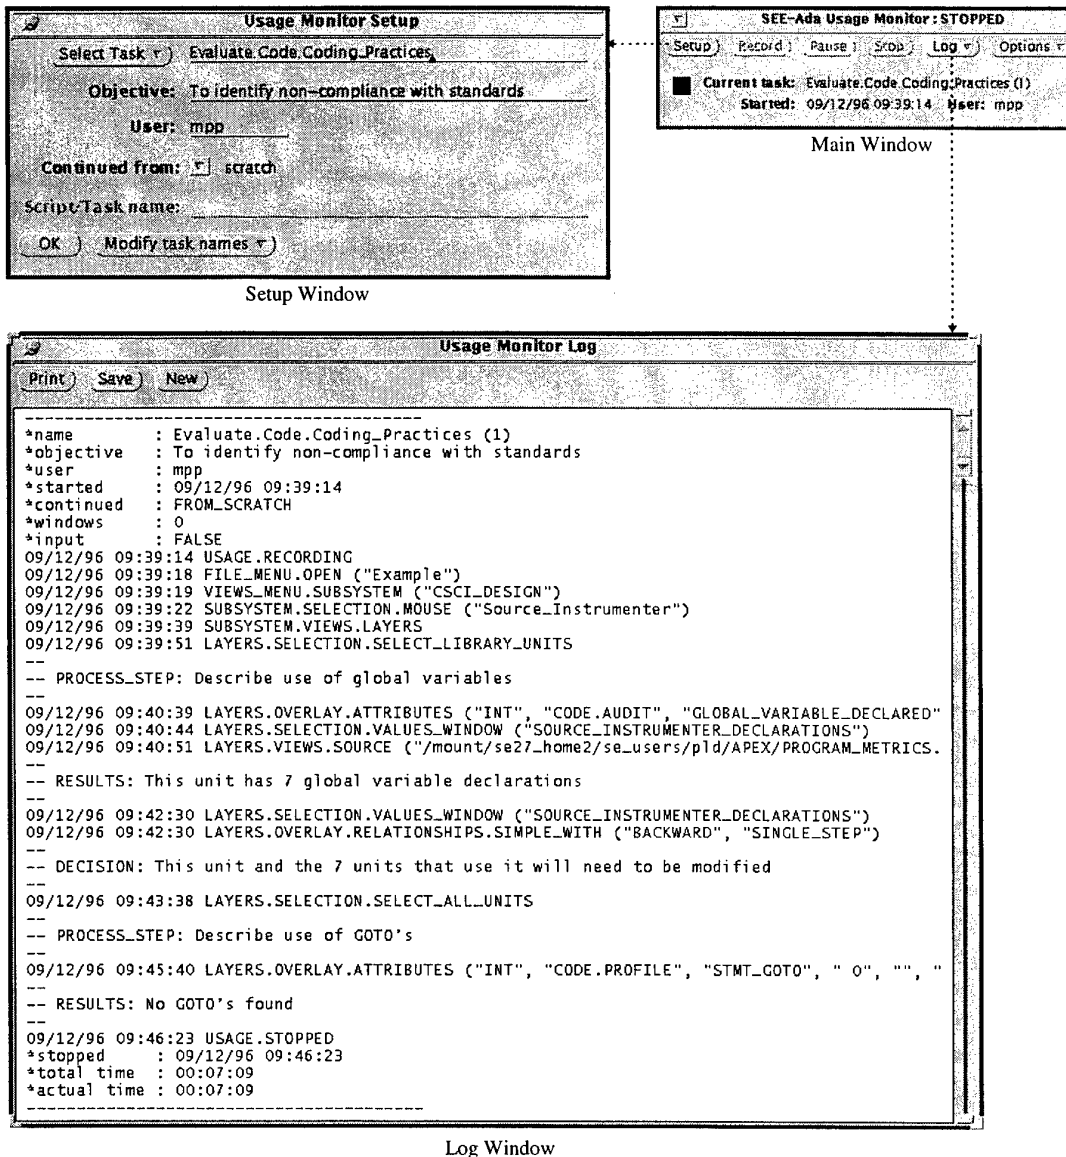 Usage Monitor Setup
Select Task Evaluate.Code.Coding_Practices
Objective: To identify non-compliance with standards
User: mpp
Continued from: scratch
Script/Task name:
OK Modify task names
Setup Window
SEE-Ada Usage Monitor : STOPPED
Setup Record Pause Stop Log Options
Current task: Evaluate.Code.Coding_Practices (1)
Started: 09/12/96 09:39:14 User: mpp
Main Window
Usage Monitor Log
Print Save New
----------------------------------------
*name : Evaluate.Code.Coding_Practices (1)
*objective : To identify non-compliance with standards
*user : mpp
*started : 09/12/96 09:39:14
*continued : FROM_SCRATCH
*windows : 0
*input : FALSE
09/12/96 09:39:14 USAGE.RECORDING
09/12/96 09:39:18 FILE_MENU.OPEN ("Example")
09/12/96 09:39:19 VIEWS_MENU.SUBSYSTEM ("CSCI_DESIGN")
09/12/96 09:39:22 SUBSYSTEM.SELECTION.MOUSE ("Source_Instrumenter")
09/12/96 09:39:39 SUBSYSTEM.VIEWS.LAYERS
09/12/96 09:39:51 LAYERS.SELECTION.SELECT_LIBRARY_UNITS
--
-- PROCESS_STEP: Describe use of global variables
--
09/12/96 09:40:39 LAYERS.OVERLAY.ATTRIBUTES ("INT", "CODE.AUDIT", "GLOBAL_VARIABLE_DECLARED"
09/12/96 09:40:44 LAYERS.SELECTION.VALUES_WINDOW ("SOURCE_INSTRUMENTER_DECLARATIONS")
09/12/96 09:40:51 LAYERS.VIEWS.SOURCE ("/mount/se27_home2/se_users/pld/APEX/PROGRAM_METRICS.
--
-- RESULTS: This unit has 7 global variable declarations
--
09/12/96 09:42:30 LAYERS.SELECTION.VALUES_WINDOW ("SOURCE_INSTRUMENTER_DECLARATIONS")
09/12/96 09:42:30 LAYERS.OVERLAY.RELATIONSHIPS.SIMPLE_WITH ("BACKWARD", "SINGLE_STEP")
--
-- DECISION: This unit and the 7 units that use it will need to be modified
--
09/12/96 09:43:38 LAYERS.SELECTION.SELECT_ALL_UNITS
--
-- PROCESS_STEP: Describe use of GOTO's
--
09/12/96 09:45:40 LAYERS.OVERLAY.ATTRIBUTES ("INT", "CODE.PROFILE", "STMT_GOTO", " 0", "", "
--
-- RESULTS: No GOTO's found
--
09/12/96 09:46:23 USAGE.STOPPED
*stopped : 09/12/96 09:46:23
*total time : 00:07:09
*actual time : 00:07:09
----------------------------------------
Log Window